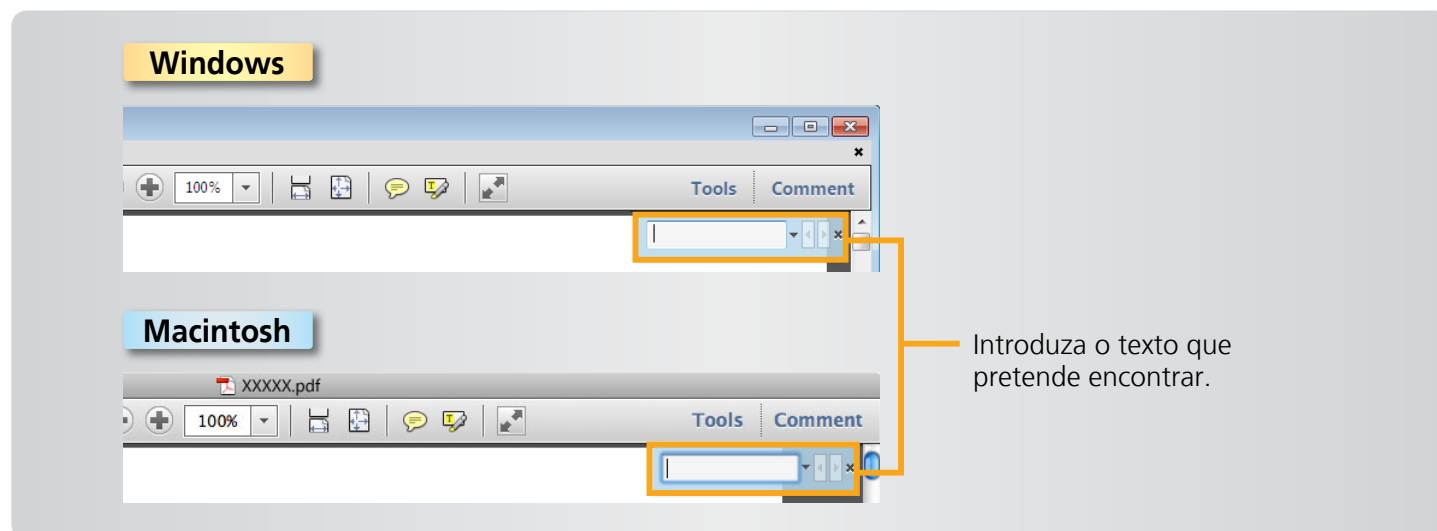 Windows
100%
Tools
Comment
Macintosh
XXXXX.pdf
100%
Tools
Comment
Introduza o texto que
pretende encontrar.